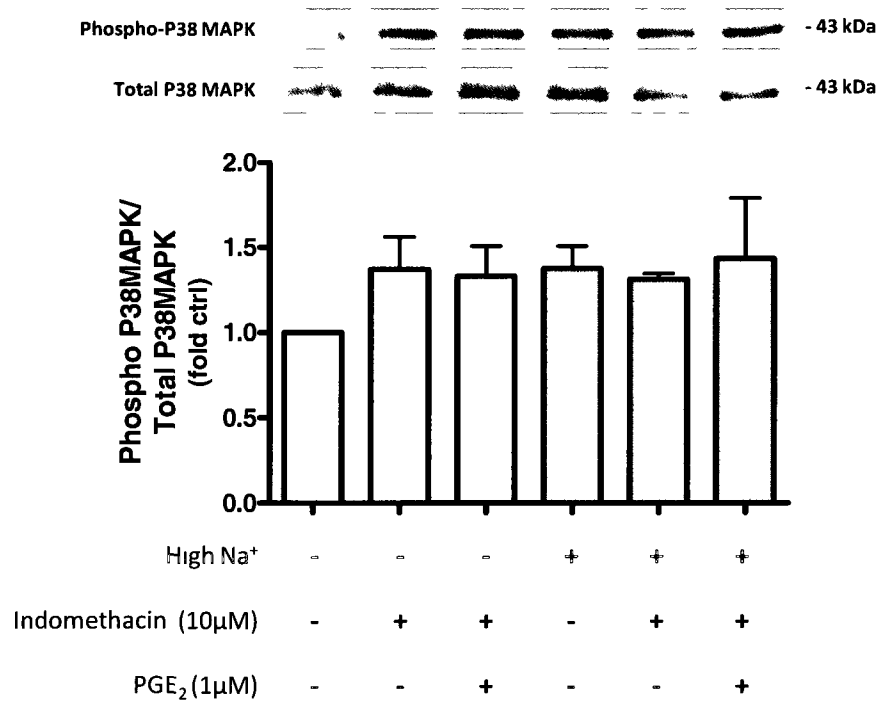 Phospho-P38 MAPK - 43 kDa
Total P38 MAPK - 43 kDa
Phospho P38MAPK/
Total P38MAPK
(fold ctrl)
2.0
1.5
1.0
0.5
0.0
High Na⁺ - - - + + +
Indomethacin (10µM) - + + - + +
PGE₂ (1µM) - - + - - +